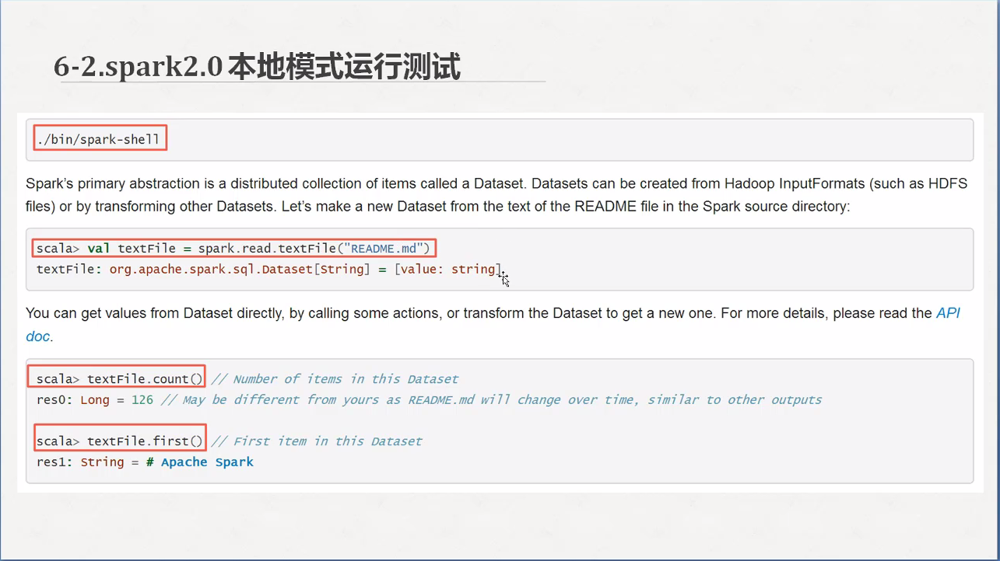 6-2.spark2.0本地模式运行测试
./bin/spark-shell
Spark’s primary abstraction is a distributed collection of items called a Dataset. Datasets can be created from Hadoop InputFormats (such as HDFS
files) or by transforming other Datasets. Let’s make a new Dataset from the text of the README file in the Spark source directory:
scala> val textFile = spark.read.textFile("README.md")
textFile: org.apache.spark.sql.Dataset[String] = [value: string]
You can get values from Dataset directly, by calling some actions, or transform the Dataset to get a new one. For more details, please read the API
doc.
scala> textFile.count() // Number of items in this Dataset
res0: Long = 126 // May be different from yours as README.md will change over time, similar to other outputs
scala> textFile.first() // First item in this Dataset
res1: String = # Apache Spark